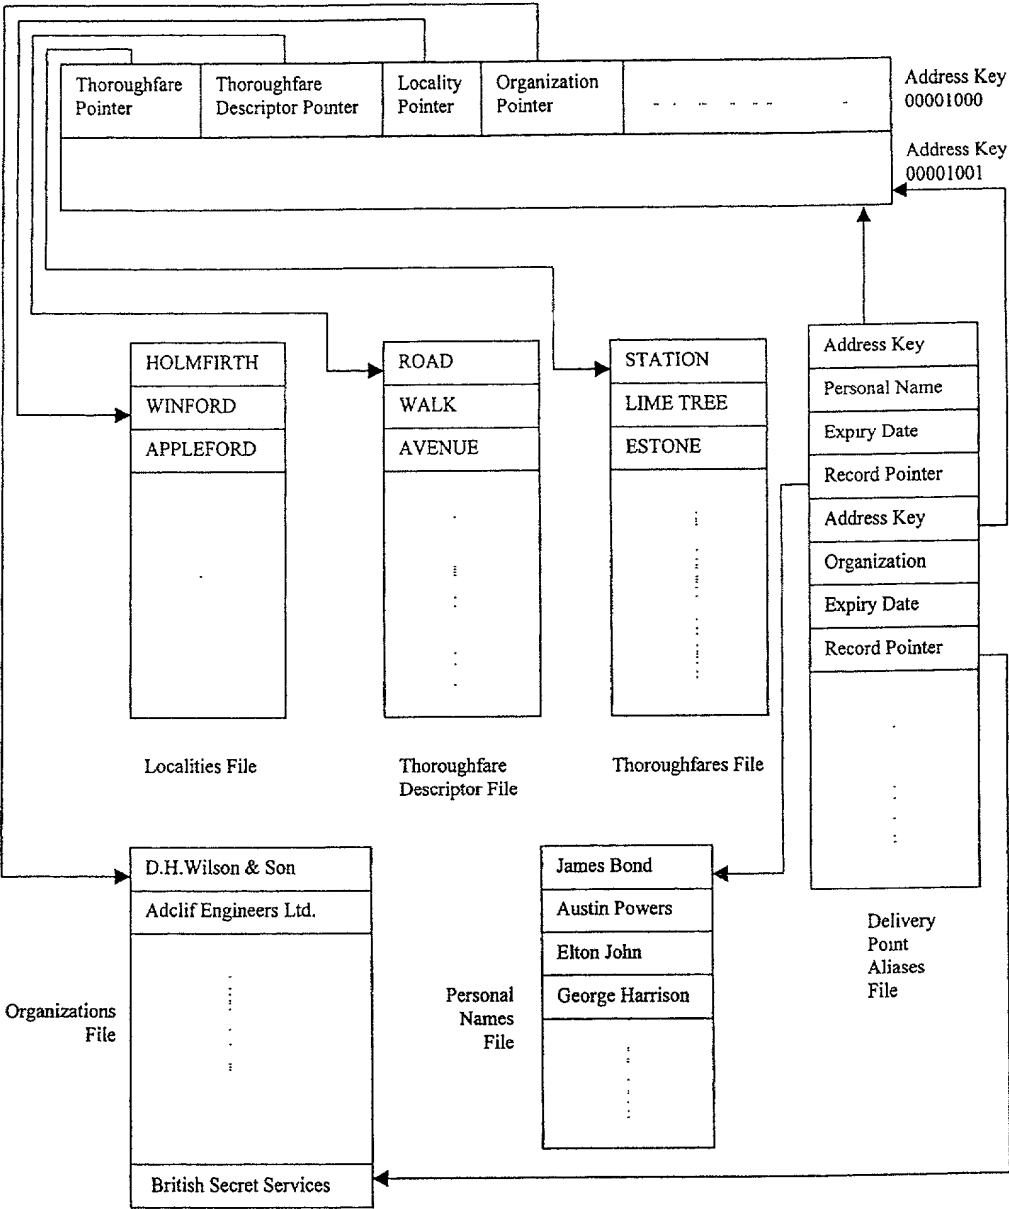 Thoroughfare
Pointer
Thoroughfare
Descriptor Pointer
Locality
Pointer
Organization
Pointer
Address Key
00001000
Address Key
00001001
HOLMFIRTH
WINFORD
APPLEFORD
Localities File
ROAD
WALK
AVENUE
Thoroughfare
Descriptor File
STATION
LIME TREE
ESTONE
Thoroughfares File
Address Key
Personal Name
Expiry Date
Record Pointer
Address Key
Organization
Expiry Date
Record Pointer
Delivery
Point
Aliases
File
D.H.Wilson & Son
Adclif Engineers Ltd.
British Secret Services
Organizations
File
James Bond
Austin Powers
Elton John
George Harrison
Personal
Names
File